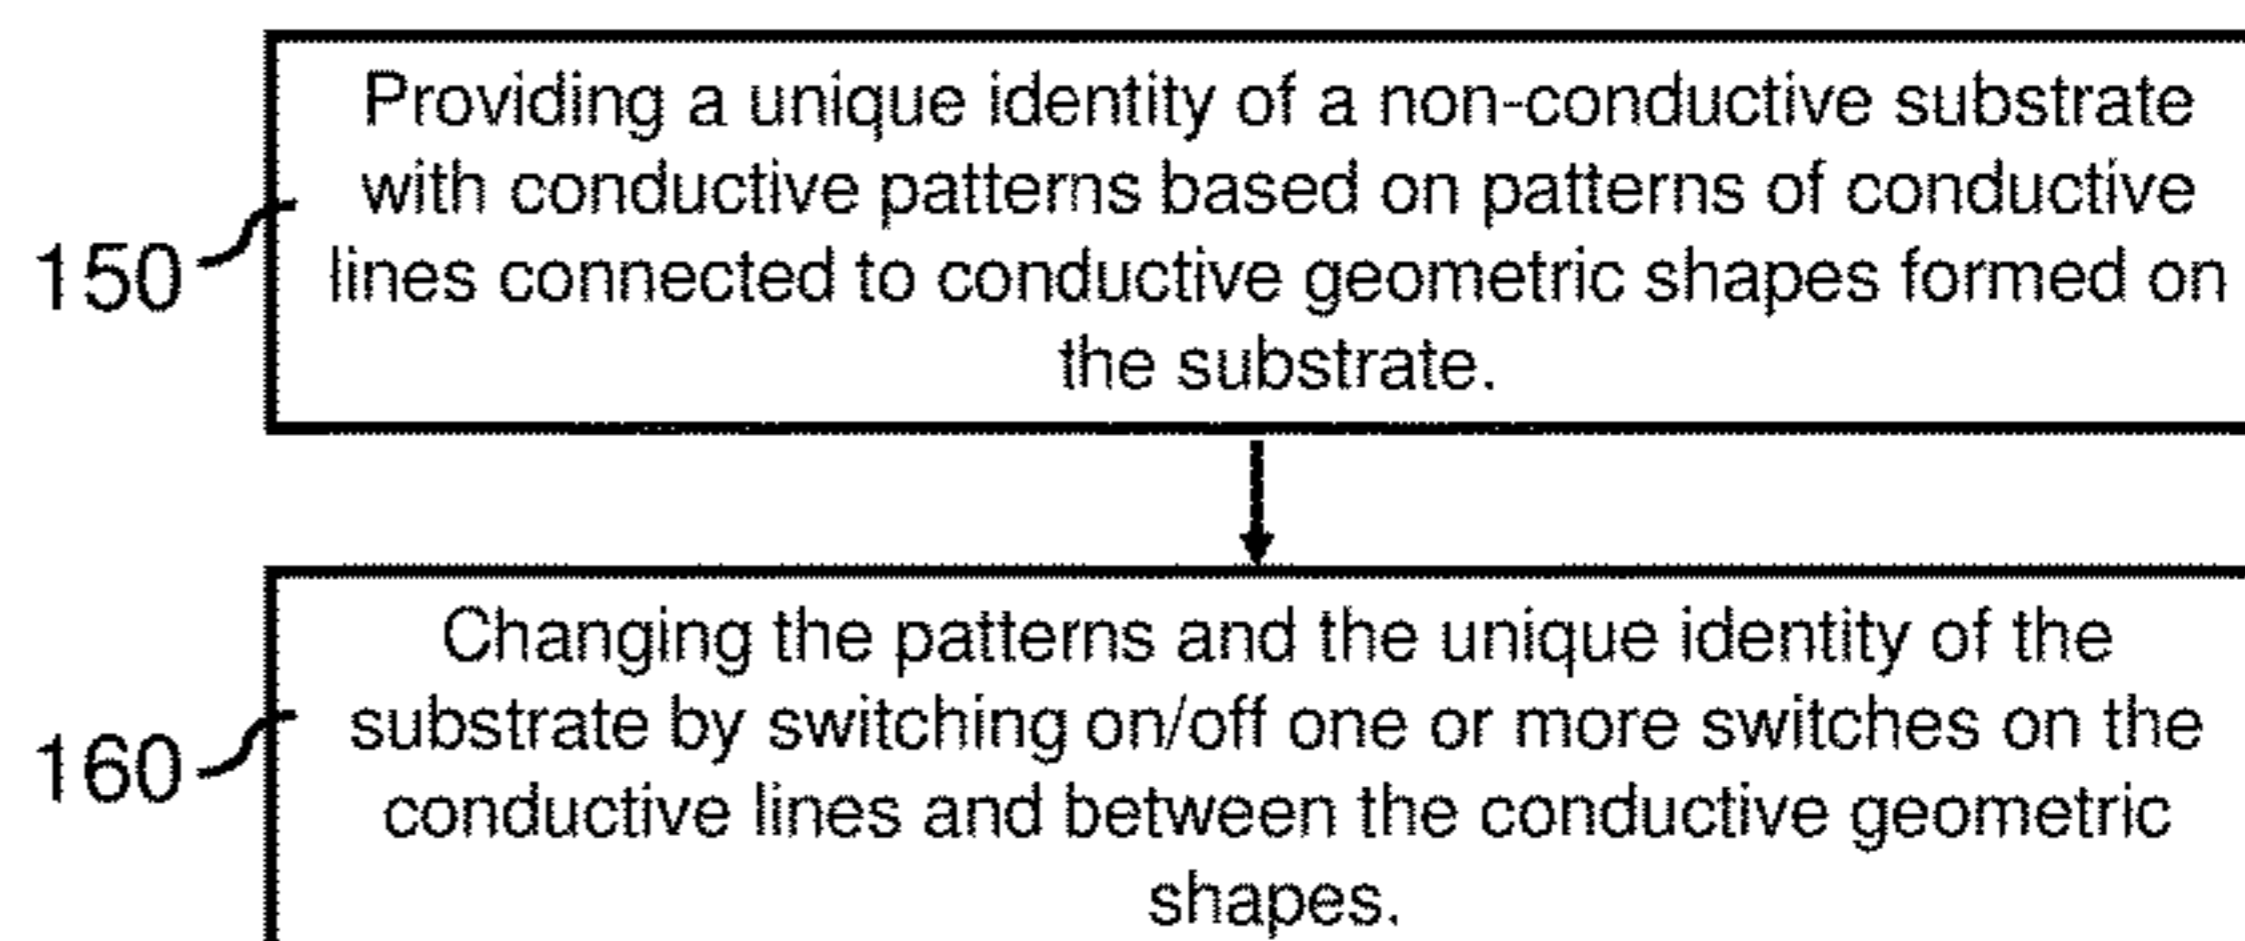 Providing a unique identity of a non-conductive substrate
with conductive patterns based on patterns of conductive
lines connected to conductive geometric shapes formed on
the substrate.
150
Changing the patterns and the unique identity of the
substrate by switching on/off one or more switches on the
conductive lines and between the conductive geometric
shapes.
160